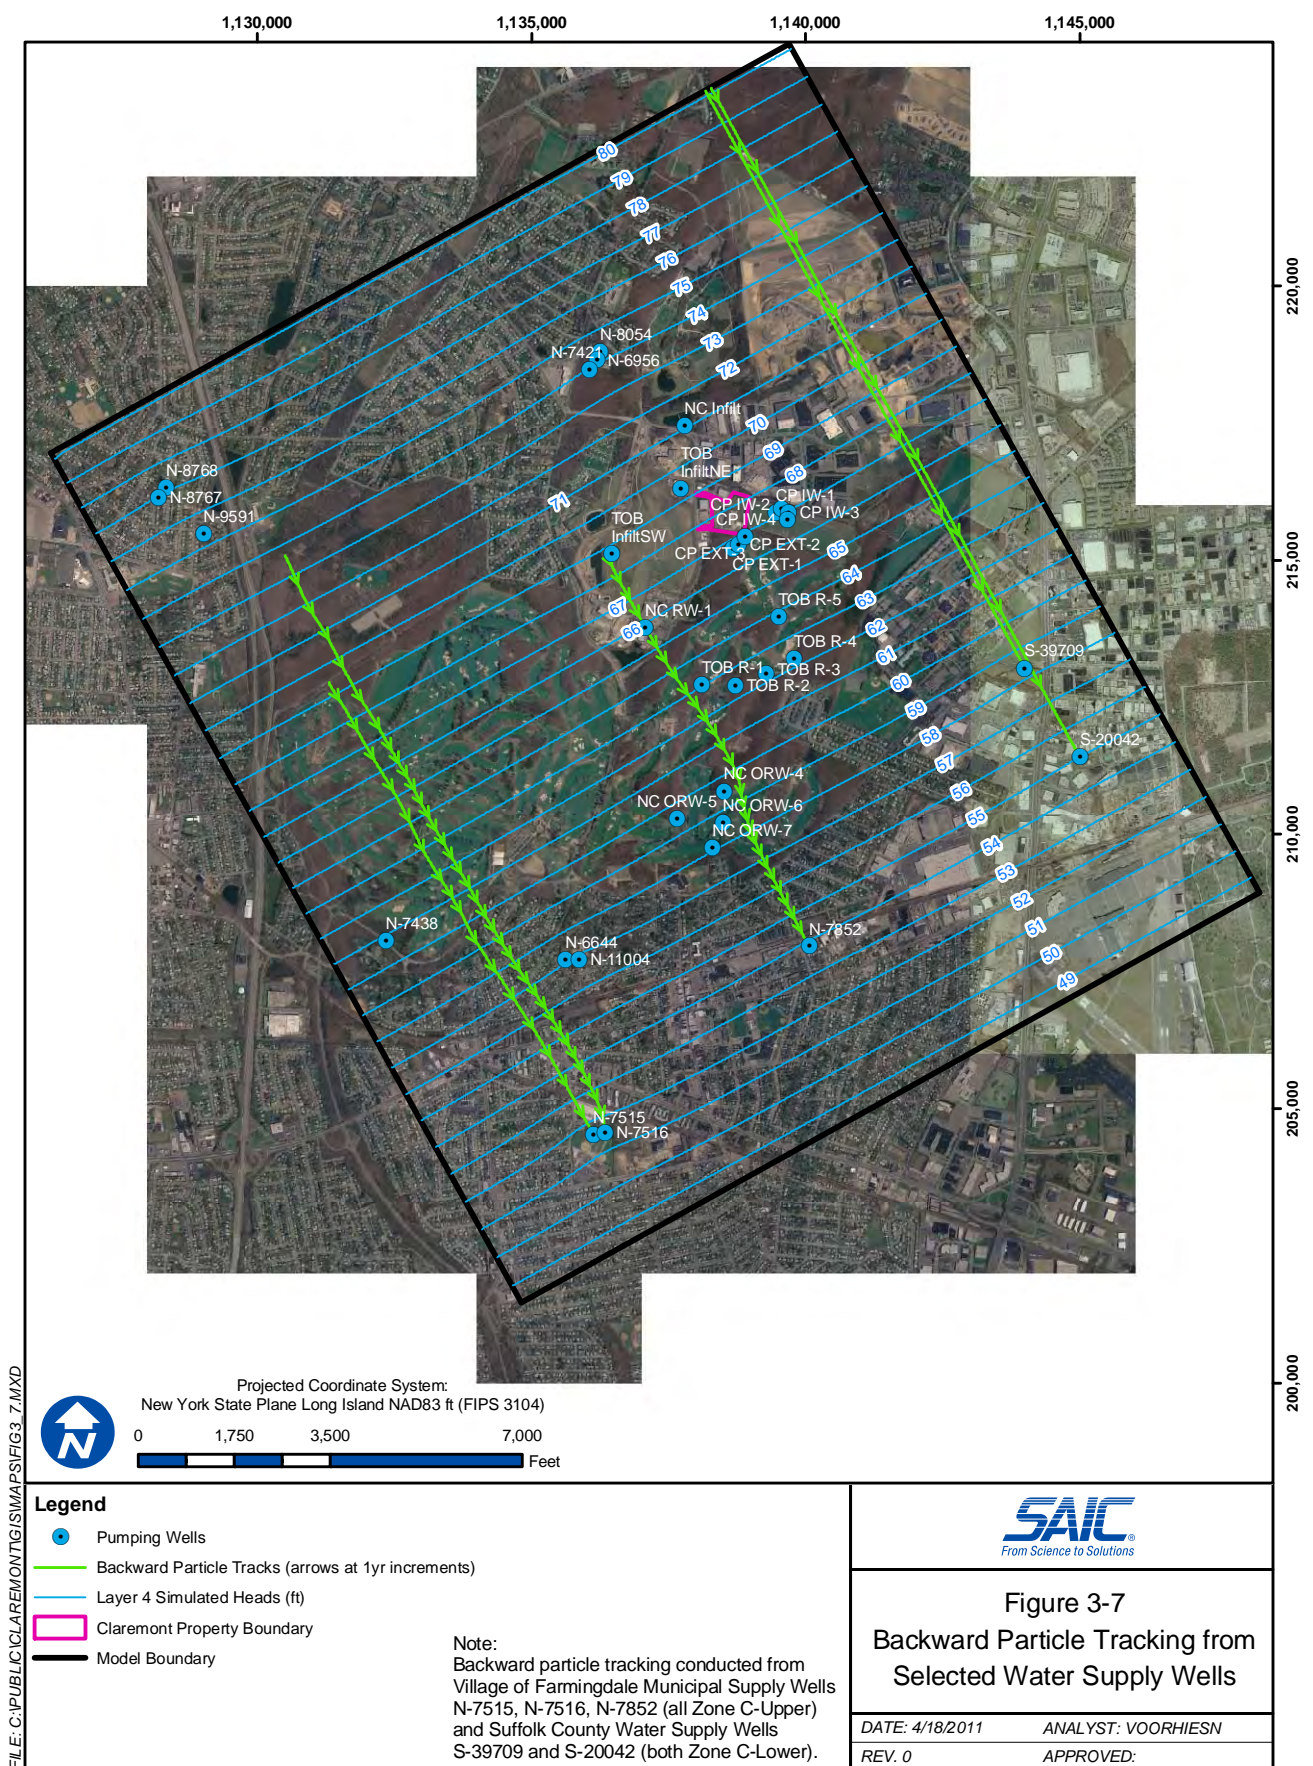 1,130,000
1,135,000
1,140,000
1,145,000
220,000
215,000
210,000
205,000
200,000
80
79
78
77
76
75
74
73
72
71
70
69
68
67
66
65
64
63
62
61
60
59
58
57
56
55
54
53
52
51
50
49
N-8054
N-7421
N-6956
NC Infilt
TOB
InfiltNE
N-8768
N-8767
N-9591
CP IW-1
CP IW-2
CP IW-3
CP IW-4
TOB
InfiltSW
CP EXT-2
CP EXT-3
CP EXT-1
NC RW-1
TOB R-5
TOB R-4
TOB R-1
TOB R-3
TOB R-2
S-39709
S-20042
NC ORW-4
NC ORW-5
NC ORW-6
NC ORW-7
N-7438
N-6644
N-11004
N-7852
N-7515
N-7516
Projected Coordinate System:
New York State Plane Long Island NAD83 ft (FIPS 3104)
N
0
1,750
3,500
7,000
Feet
FILE: C:\PUBLIC\CLAREMONT\GIS\MAPS\FIG3_7.MXD
Legend
Pumping Wells
Backward Particle Tracks (arrows at 1yr increments)
Layer 4 Simulated Heads (ft)
Claremont Property Boundary
Model Boundary
Note:
Backward particle tracking conducted from
Village of Farmingdale Municipal Supply Wells
N-7515, N-7516, N-7852 (all Zone C-Upper)
and Suffolk County Water Supply Wells
S-39709 and S-20042 (both Zone C-Lower).
SAIC®
From Science to Solutions
Figure 3-7
Backward Particle Tracking from
Selected Water Supply Wells
DATE: 4/18/2011
ANALYST: VOORHIESN
REV. 0
APPROVED: